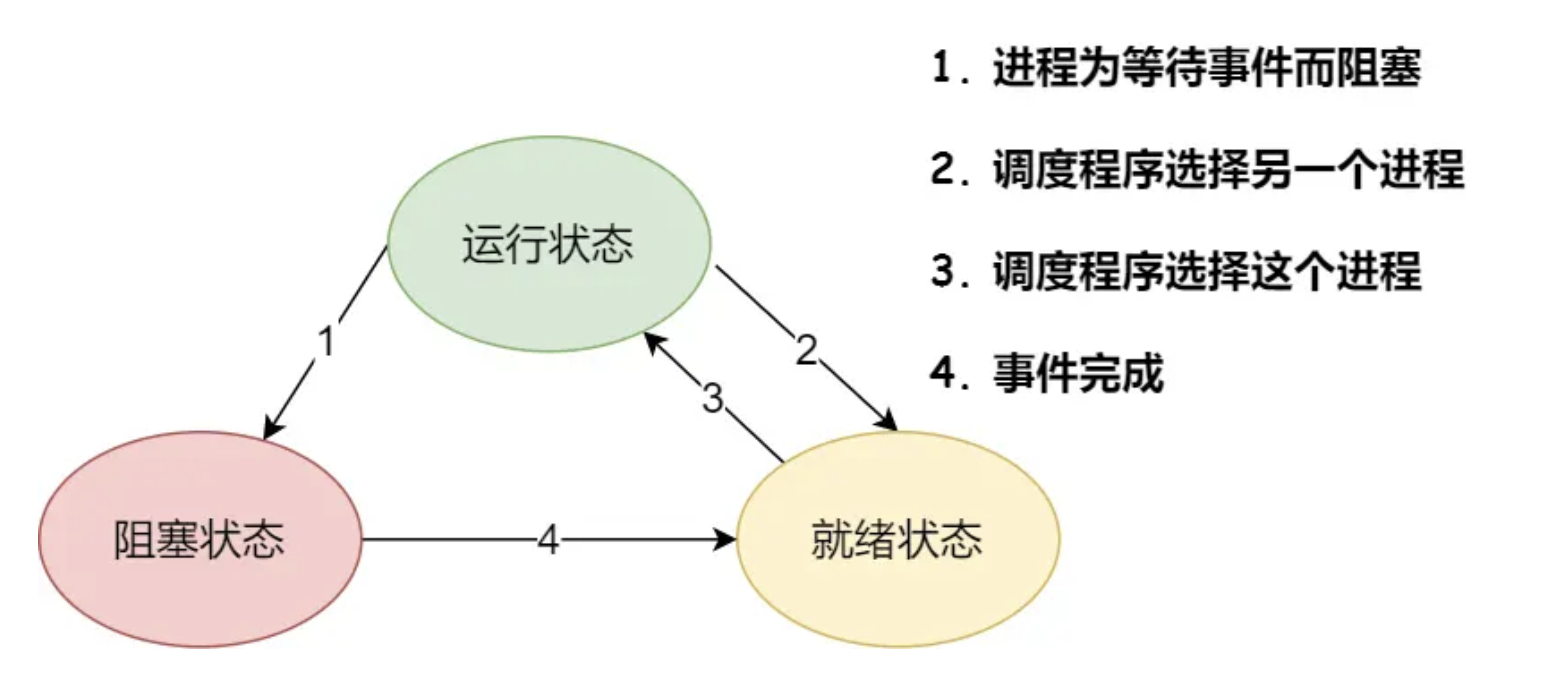 1. 进程为等待事件而阻塞
2. 调度程序选择另一个进程
3. 调度程序选择这个进程
4. 事件完成
运行状态
1
2
3
阻塞状态
4
就绪状态